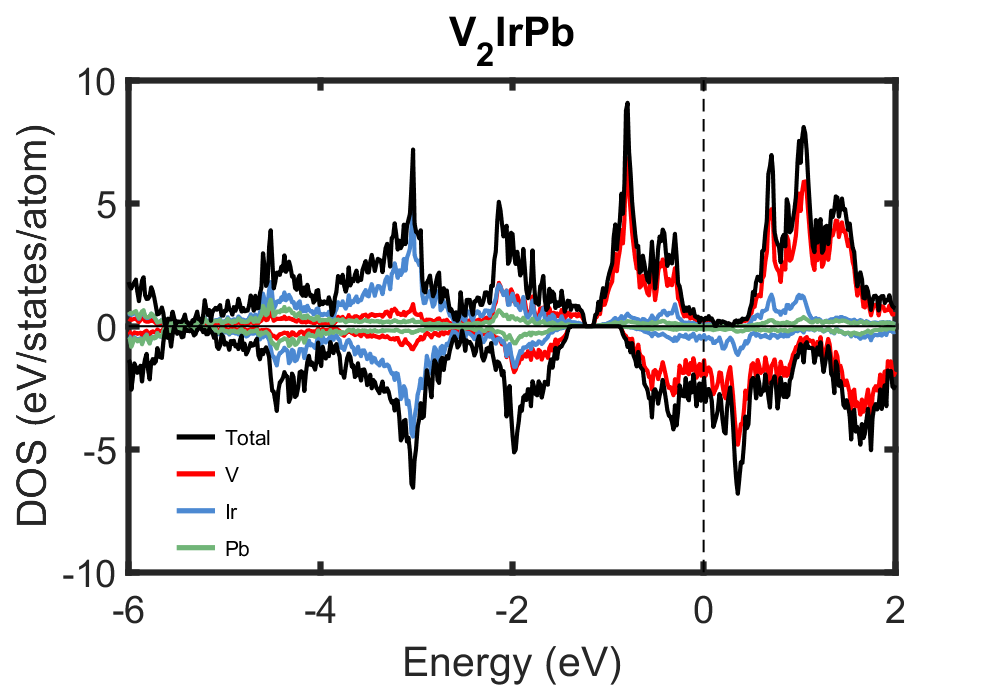 V2IrPb
10
5
0
-5
-10
DOS (eV/states/atom)
Total
V
Ir
Pb
-6
-4
-2
0
2
Energy (eV)